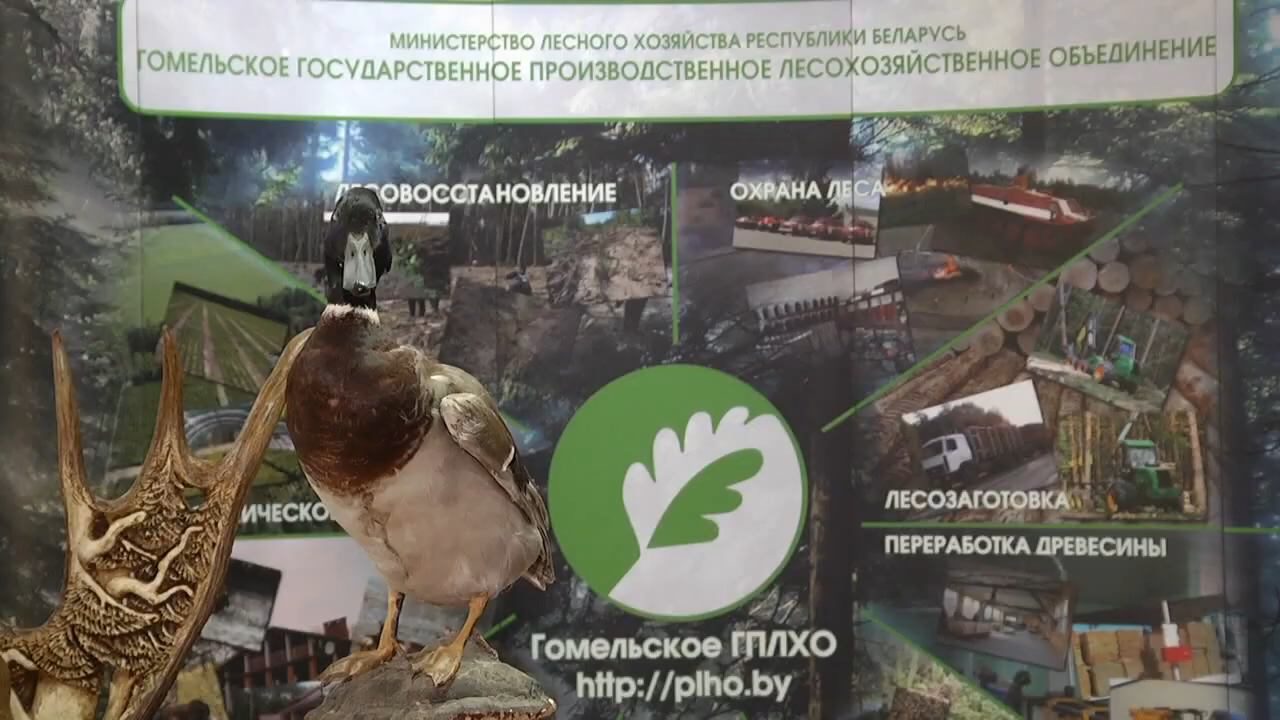 МИНИСТЕРСТВО ЛЕСНОГО ХОЗЯЙСТВА РЕСПУБЛИКИ БЕЛАРУСЬ
ГОМЕЛЬСКОЕ ГОСУДАРСТВЕННОЕ ПРОИЗВОДСТВЕННОЕ ЛЕСОХОЗЯЙСТВЕННОЕ ОБЪЕДИНЕНИЕ
ЛЕСОВОССТАНОВЛЕНИЕ
ОХРАНА ЛЕСА
ЛЕСОЗАГОТОВКА
ПЕРЕРАБОТКА ДРЕВЕСИНЫ
Гомельское ГПЛХО
http://plho.by